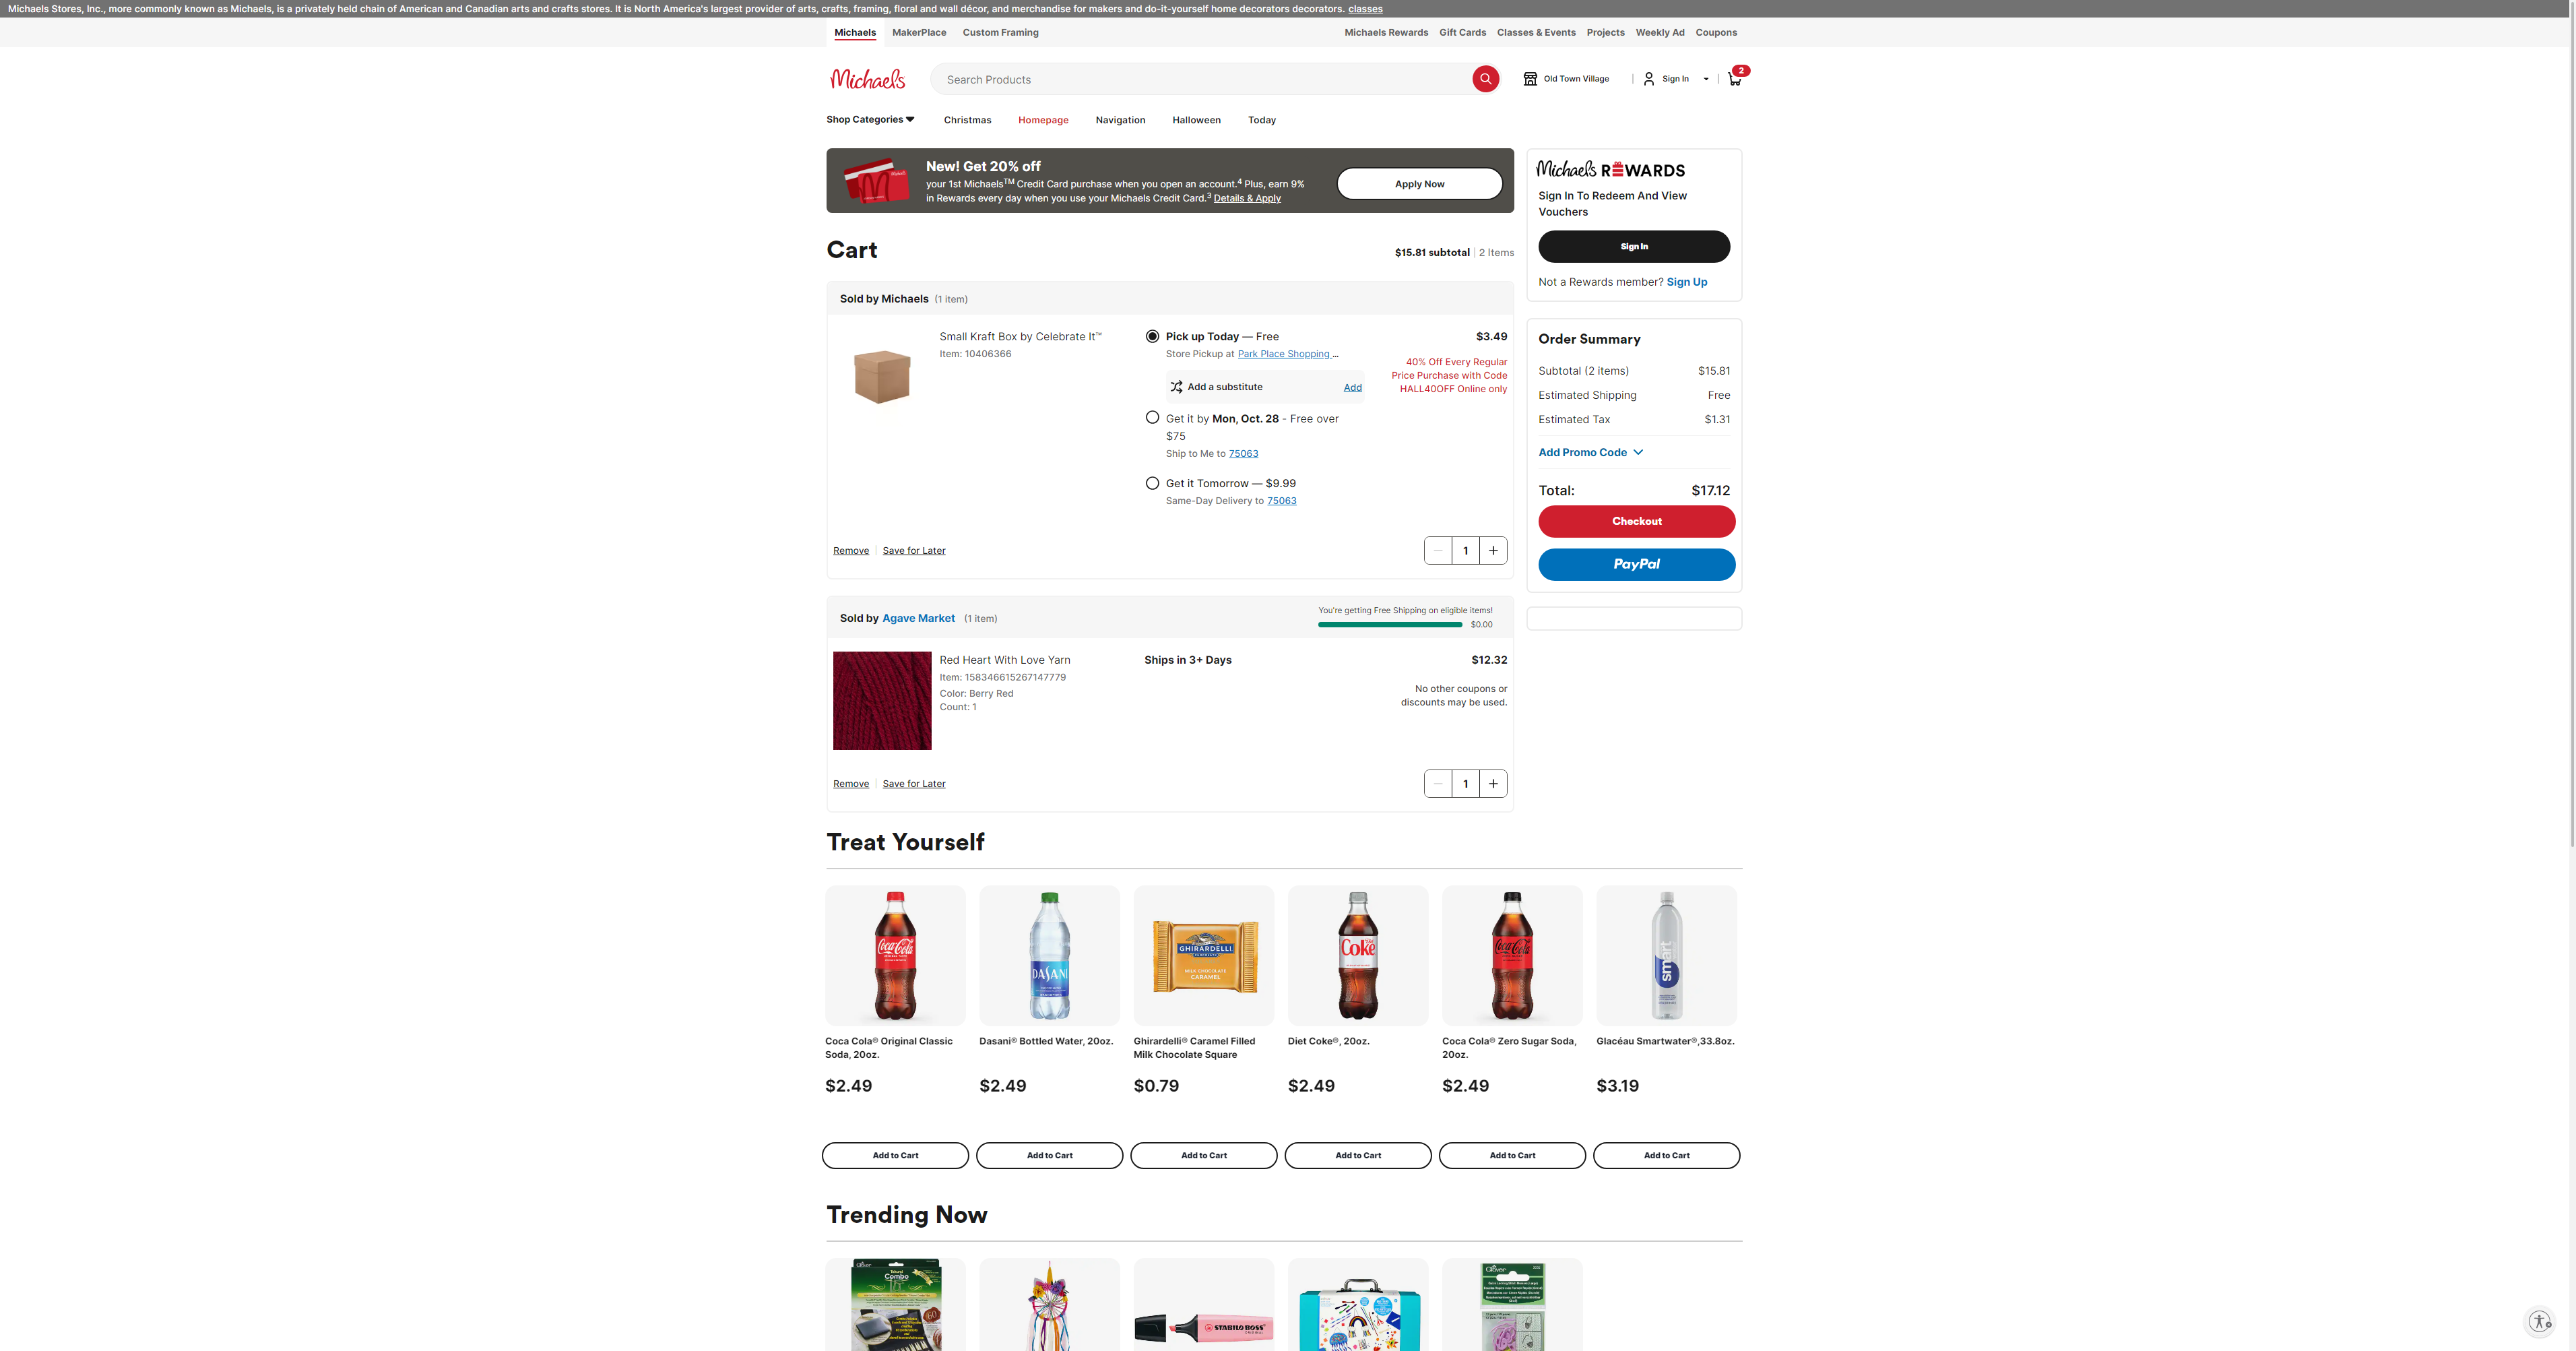 Michaels Stores, Inc., more commonly known as Michaels, is a privately held chain of American and Canadian arts and crafts stores. It is North America's largest provider of arts, crafts, framing, floral and wall décor, and merchandise for makers and do-it-yourself home decorators decorators. classes
Michaels MakerPlace Custom Framing Michaels Rewards Gift Cards Classes & Events Projects Weekly Ad Coupons
Michaels Search Products Old Town Village Sign In 2
Shop Categories Christmas Homepage Navigation Halloween Today
New! Get 20% off
your 1st Michaels™ Credit Card purchase when you open an account.4 Plus, earn 9%
in Rewards every day when you use your Michaels Credit Card.3 Details & Apply
Apply Now
Michaels REWARDS
Sign In To Redeem And View
Vouchers
Sign In
Not a Rewards member? Sign Up
Cart
$15.81 subtotal | 2 Items
Sold by Michaels (1 item)
Small Kraft Box by Celebrate It™
Item: 10406366
Pick up Today — Free
Store Pickup at Park Place Shopping ...
Add a substitute Add
Get it by Mon, Oct. 28 - Free over
$75
Ship to Me to 75063
Get it Tomorrow — $9.99
Same-Day Delivery to 75063
$3.49
40% Off Every Regular
Price Purchase with Code
HALL40OFF Online only
Remove | Save for Later
1
Order Summary
Subtotal (2 items) $15.81
Estimated Shipping Free
Estimated Tax $1.31
Add Promo Code
Total: $17.12
Checkout
PayPal
Sold by Agave Market (1 item)
You're getting Free Shipping on eligible items!
$0.00
Red Heart With Love Yarn
Item: 158346615267147779
Color: Berry Red
Count: 1
Ships in 3+ Days
$12.32
No other coupons or
discounts may be used.
Remove | Save for Later
1
Treat Yourself
Coca-Cola
DASANI
GHIRARDELLI
MILK CHOCOLATE
CARAMEL
Coke
Coca-Cola
smart
Coca Cola® Original Classic
Soda, 20oz.
$2.49
Dasani® Bottled Water, 20oz.
$2.49
Ghirardelli® Caramel Filled
Milk Chocolate Square
$0.79
Diet Coke®, 20oz.
$2.49
Coca Cola® Zero Sugar Soda,
20oz.
$2.49
Glacéau Smartwater®,33.8oz.
$3.19
Add to Cart Add to Cart Add to Cart Add to Cart Add to Cart Add to Cart
Trending Now
Clover
Combo
STABILO BOSS
Clover